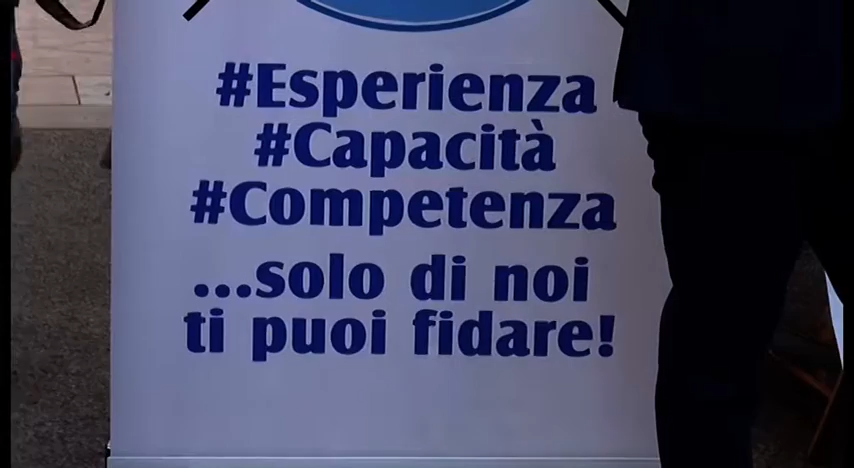 #Esperienza
#Capacità
#Competenza
...solo di noi
ti puoi fidare!